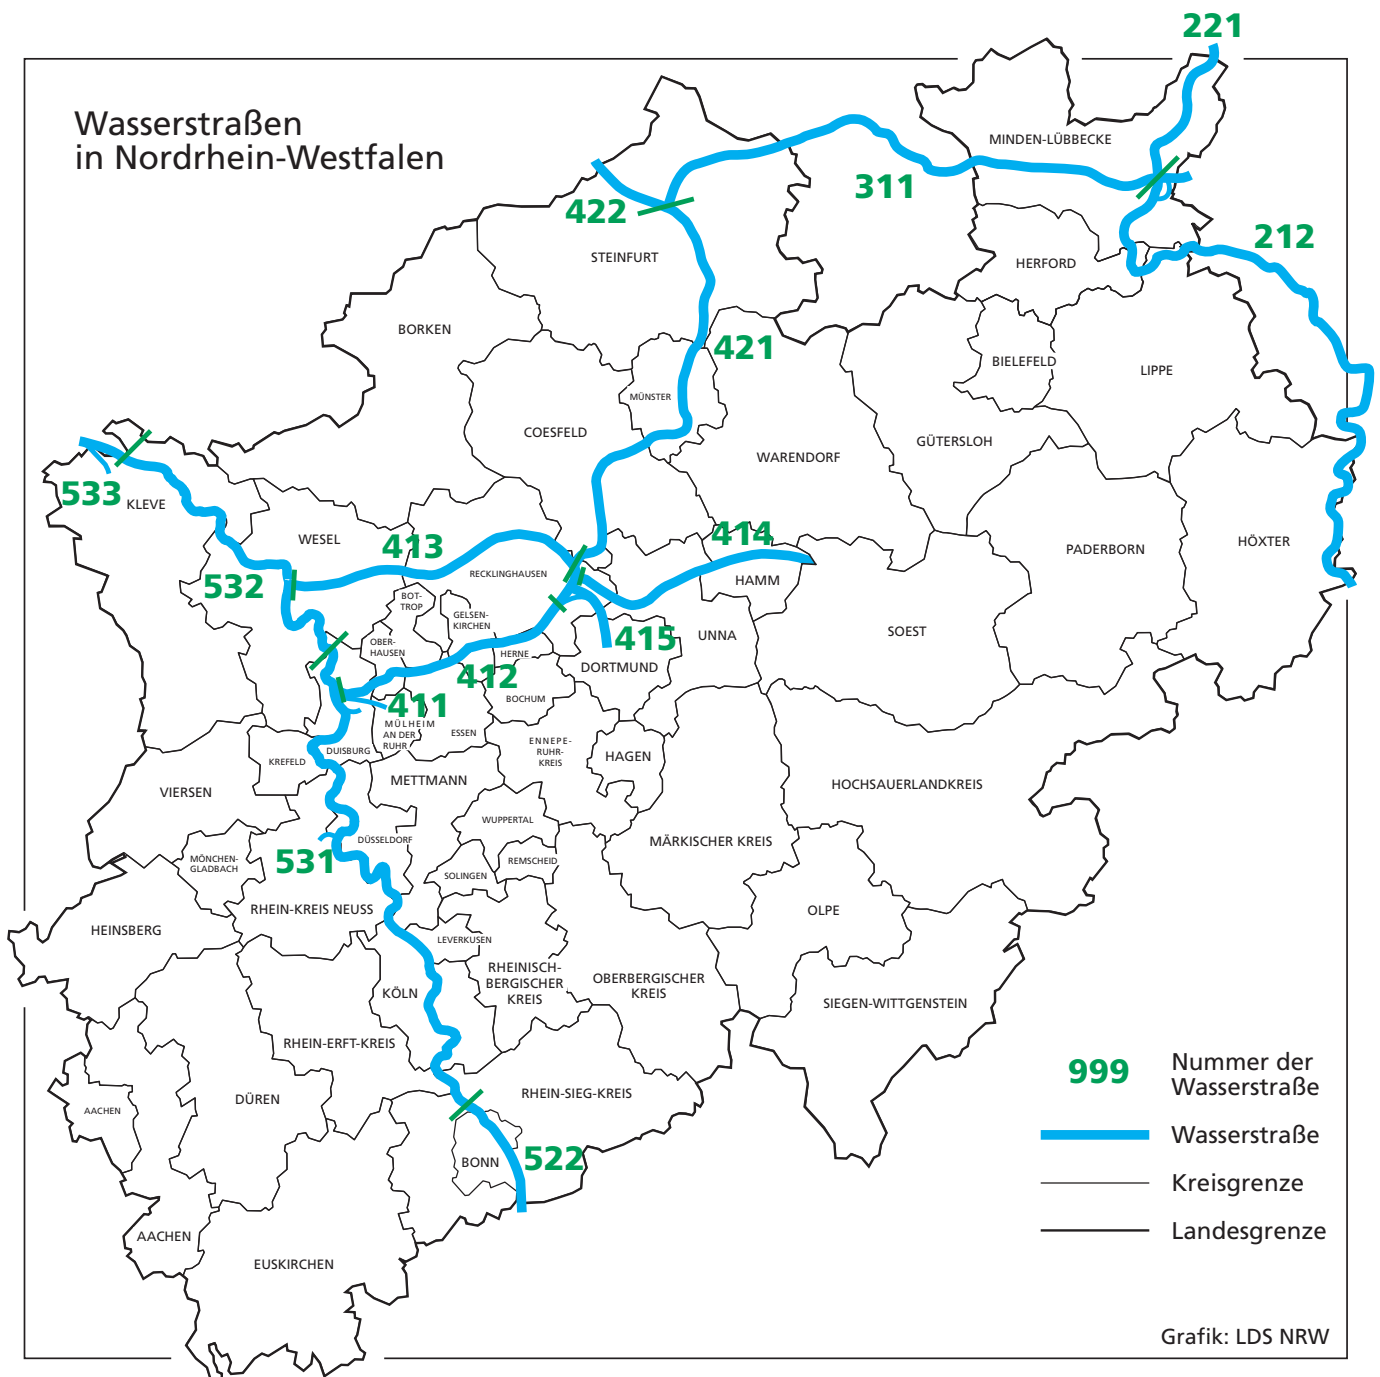 221
Wasserstraßen
in Nordrhein-Westfalen
MINDEN-LÜBBECKE
311
422
212
STEINFURT
HERFORD
BORKEN
421
BIELEFELD
LIPPE
MÜNSTER
COESFELD
GÜTERSLOH
WARENDORF
533
KLEVE
WESEL
413
414
HÖXTER
PADERBORN
RECKLINGHAUSEN
HAMM
532
BOT-
TROP
GELSEN-
KIRCHEN
SOEST
UNNA
415
OBER-
HAUSEN
HERNE
DORTMUND
412
BOCHUM
411
MÜLHEIM
AN DER
RUHR
ESSEN
DUISBURG
ENNEPE-
RUHR-
KREIS
HAGEN
KREFELD
METTMANN
HOCHSAUERLANDKREIS
VIERSEN
WUPPERTAL
DÜSSELDORF
MÄRKISCHER KREIS
MÖNCHEN-
GLADBACH
531
REMSCHEID
SOLINGEN
RHEIN-KREIS NEUSS
OLPE
HEINSBERG
LEVERKUSEN
RHEINISCH-
BERGISCHER
KREIS
OBERBERGISCHER
KREIS
KÖLN
SIEGEN-WITTGENSTEIN
RHEIN-ERFT-KREIS
999
Nummer der
Wasserstraße
RHEIN-SIEG-KREIS
DÜREN
AACHEN
Wasserstraße
522
BONN
Kreisgrenze
Landesgrenze
AACHEN
EUSKIRCHEN
Grafik: LDS NRW